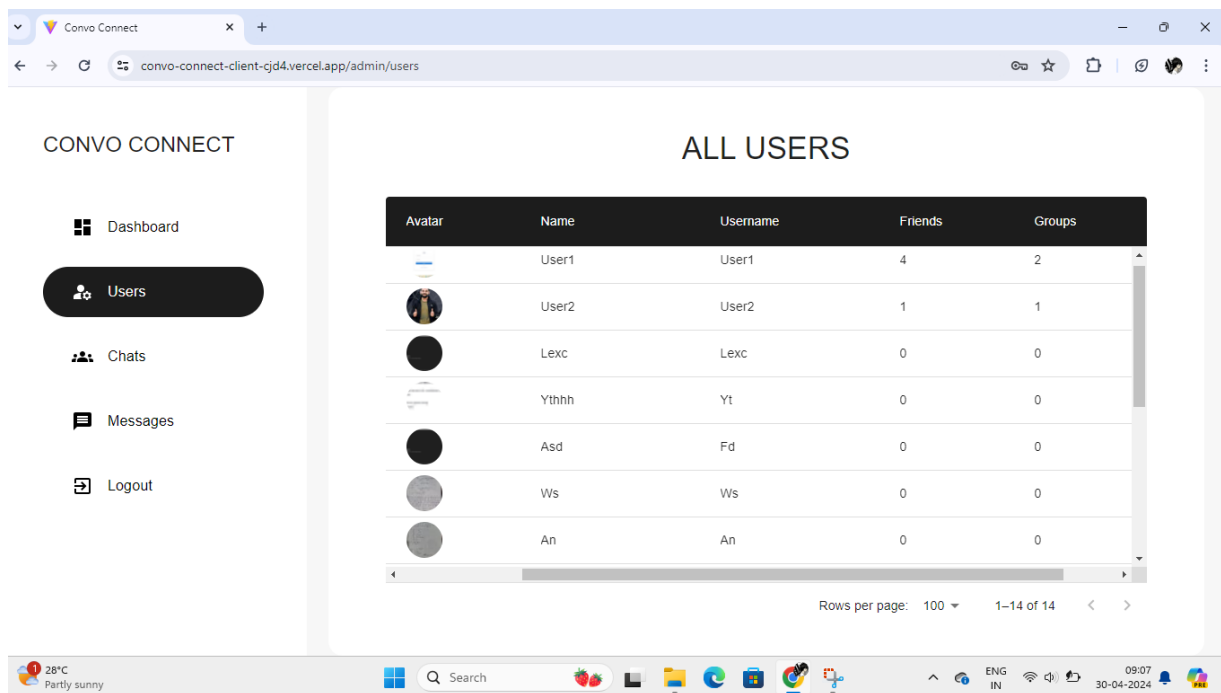 Convo Connect
convo-connect-client-cjd4.vercel.app/admin/users
CONVO CONNECT
Dashboard
Users
Chats
Messages
Logout
ALL USERS
Avatar Name Username Friends Groups
User1 User1 4 2
User2 User2 1 1
Lexc Lexc 0 0
Ythhh Yt 0 0
Asd Fd 0 0
Ws Ws 0 0
An An 0 0
Rows per page: 100 1–14 of 14
1
28°C
Partly sunny
Search
ENG
IN
09:07
30-04-2024
PRE